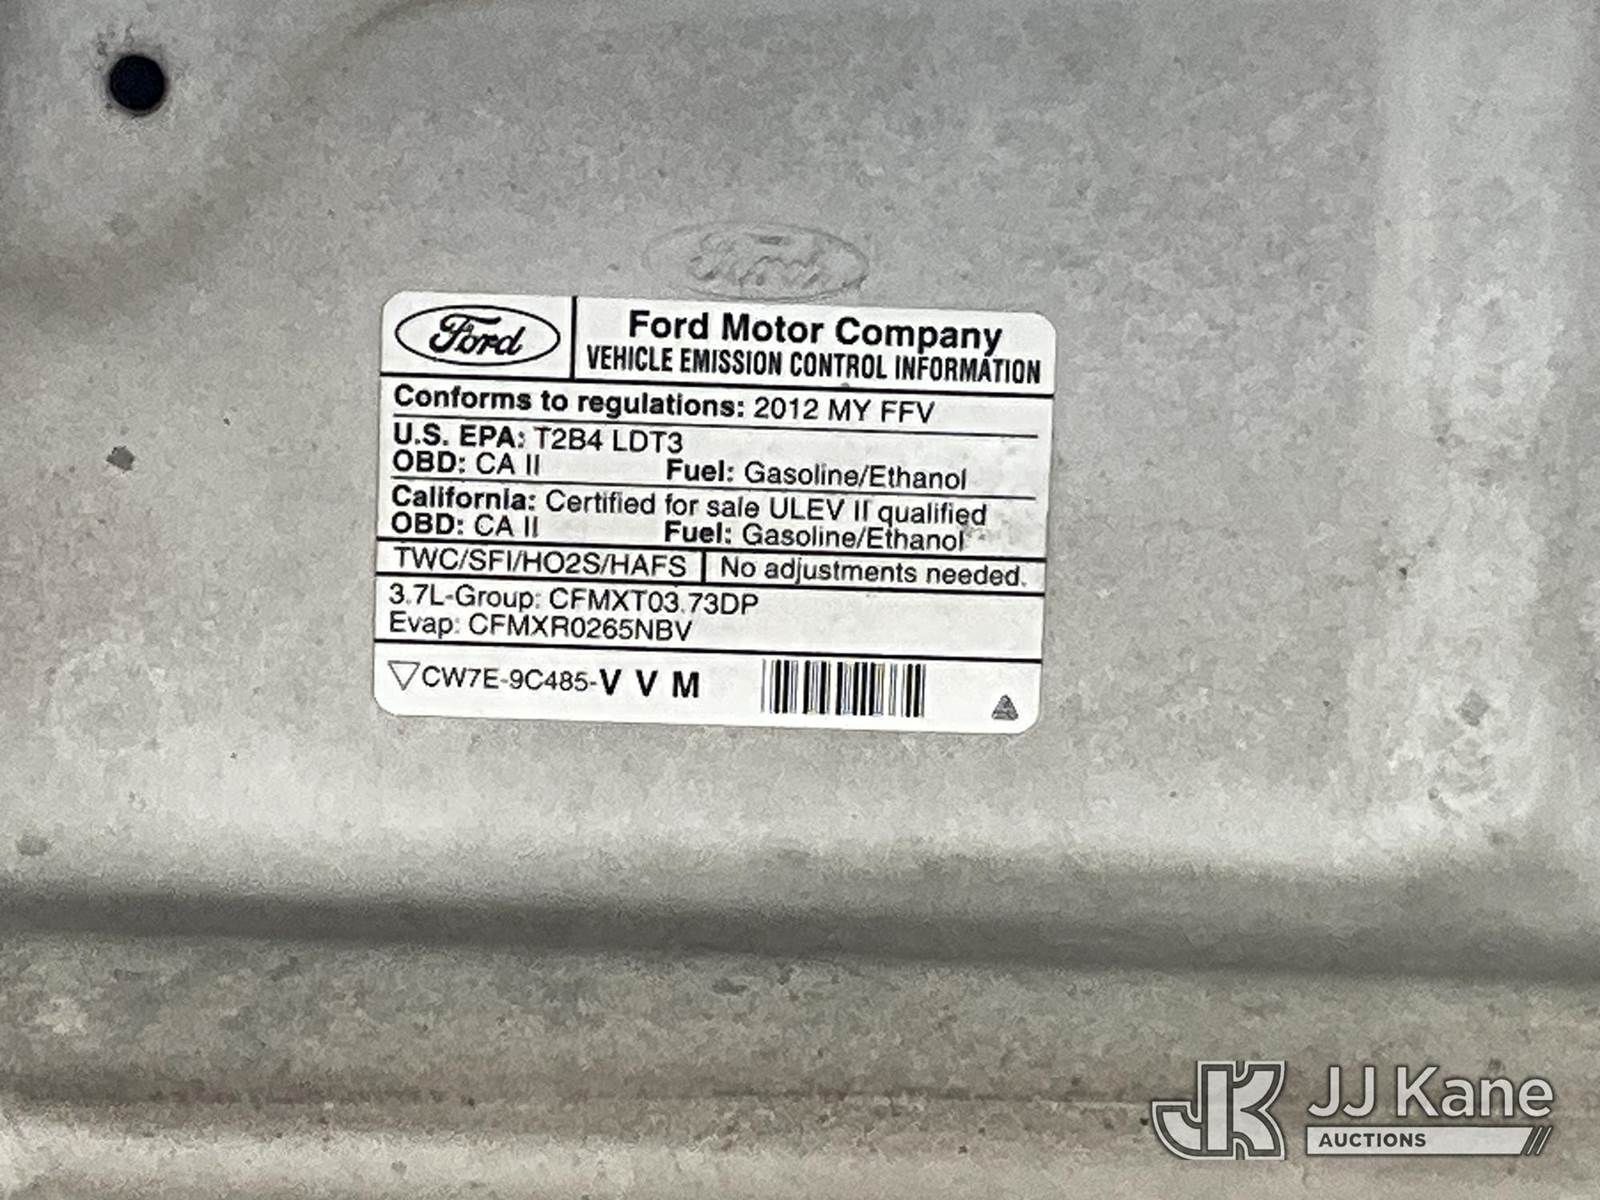 Ford
Ford
Ford Motor Company
VEHICLE EMISSION CONTROL INFORMATION
Conforms to regulations: 2012 MY FFV
U.S. EPA: T2B4 LDT3
OBD: CA II Fuel: Gasoline/Ethanol
California: Certified for sale ULEV II qualified
OBD: CA II Fuel: Gasoline/Ethanol
TWC/SFI/HO2S/HAFS No adjustments needed.
3.7L-Group: CFMXT03.73DP
Evap: CFMXR0265NBV
CW7E-9C485-V V M
JK JJ Kane
AUCTIONS